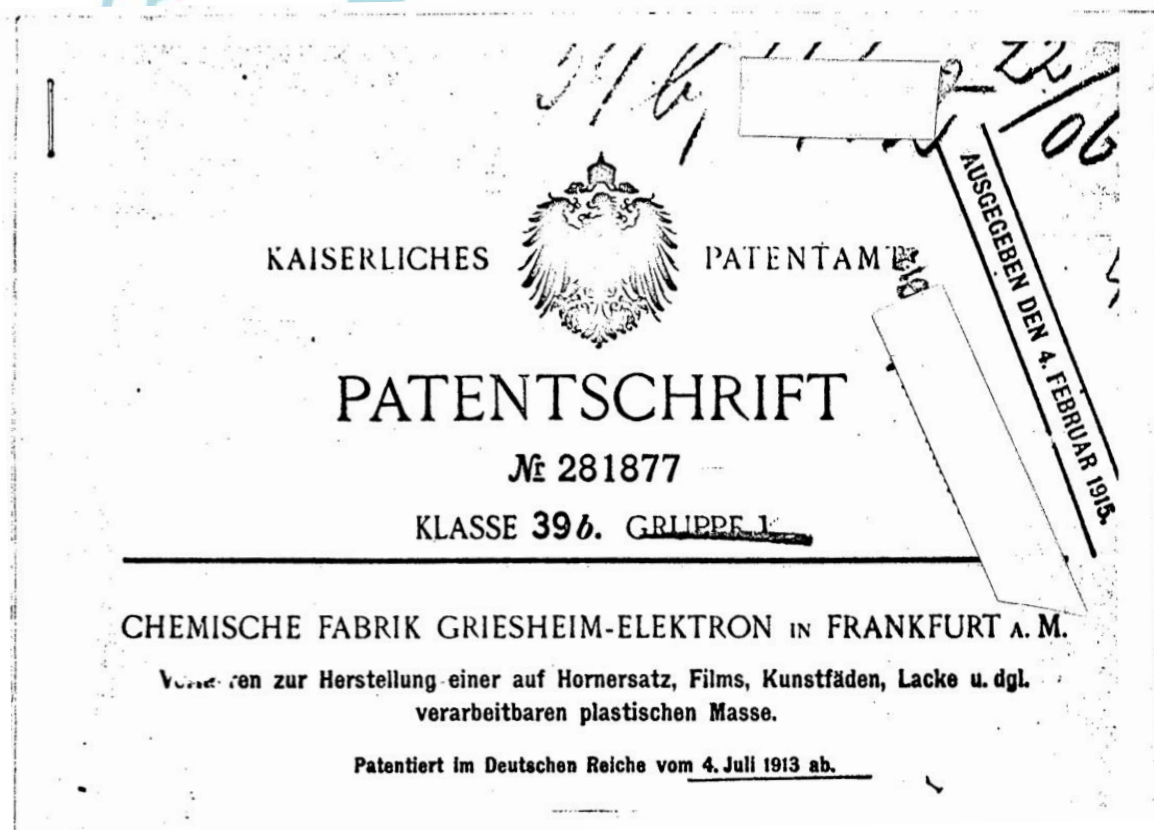 22/06
KAISERLICHES PATENTAMT
AUSGEGEBEN DEN 4. FEBRUAR 1915.
PATENTSCHRIFT
№ 281877
KLASSE 39b. GRUPPE 1
CHEMISCHE FABRIK GRIESHEIM-ELEKTRON IN FRANKFURT A. M.
zur Herstellung einer auf Hornersatz, Films, Kunstfäden, Lacke u. dgl.
verarbeitbaren plastischen Masse.
Patentiert im Deutschen Reiche vom 4. Juli 1913 ab.